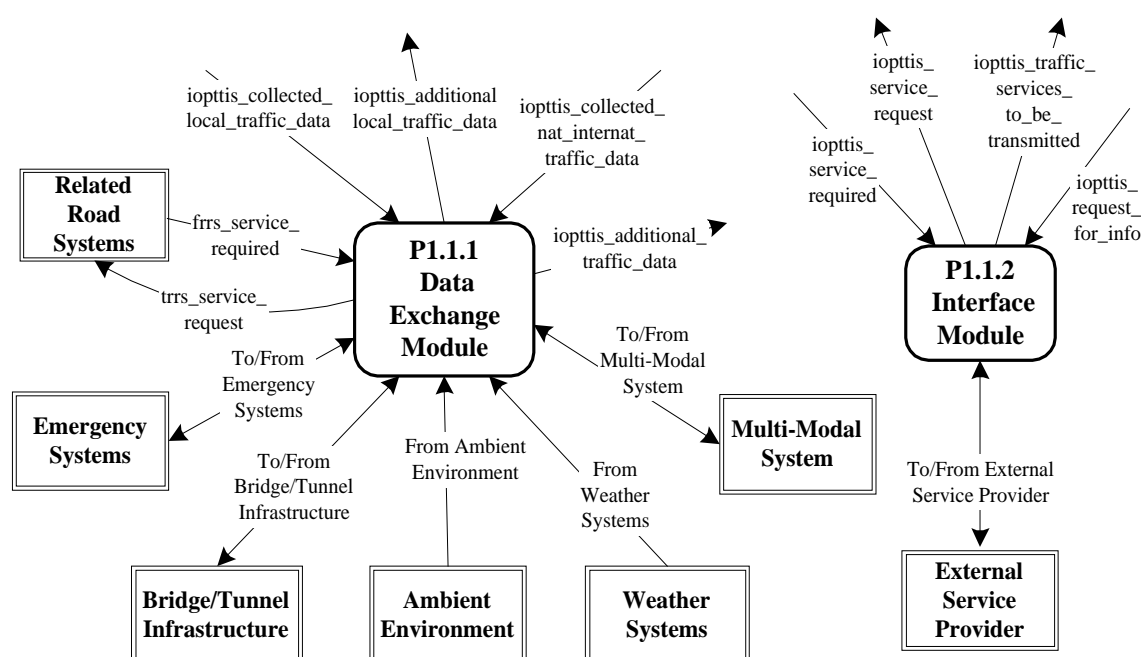 iopttis_collected_
local_traffic_data
iopttis_additional
local_traffic_data
iopttis_collected_
nat_internat_
traffic_data
iopttis_
service_
request
iopttis_traffic_
services_
to_be_
transmitted
iopttis_
service_
required
iopttis_
request_
for_info
Related
Road
Systems
frrs_service_
required
trrs_service_
request
P1.1.1
Data
Exchange
Module
iopttis_additional_
traffic_data
P1.1.2
Interface
Module
To/From
Emergency
Systems
To/From
Multi-Modal
System
Emergency
Systems
To/From
Bridge/Tunnel
Infrastructure
From Ambient
Environment
From
Weather
Systems
Multi-Modal
System
To/From External
Service Provider
Bridge/Tunnel
Infrastructure
Ambient
Environment
Weather
Systems
External
Service
Provider